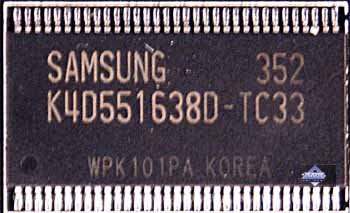 SAMSUNG 352
K4D551638D-TC33
WPK101PA KOREA